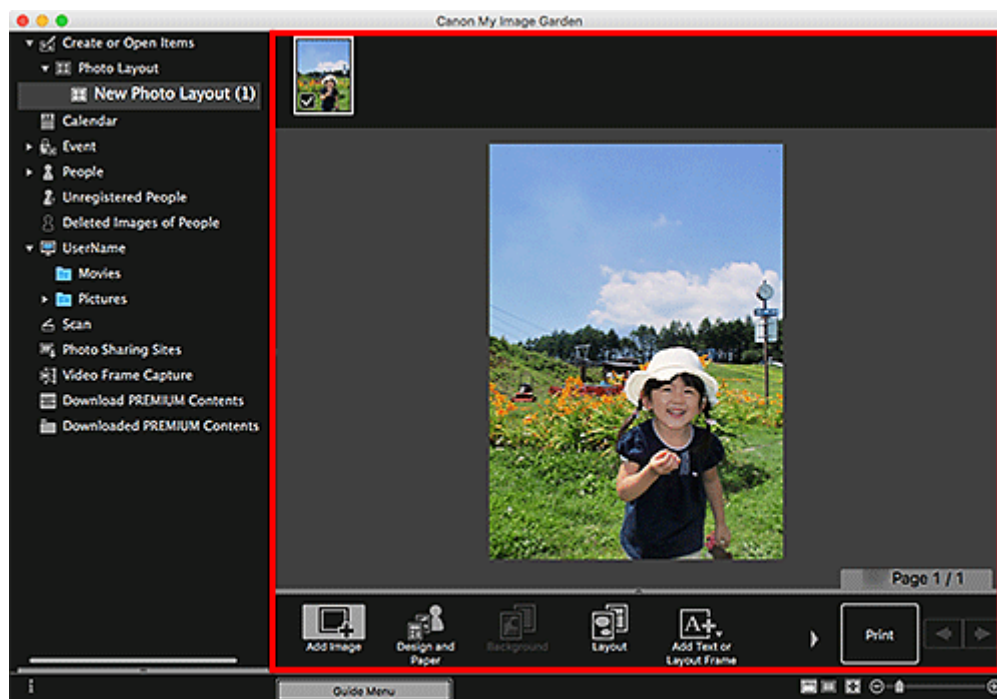 Canon My Image Garden
Create or Open Items
Photo Layout
New Photo Layout (1)
Calendar
Event
People
Unregistered People
Deleted Images of People
UserName
Movies
Pictures
Scan
Photo Sharing Sites
Video Frame Capture
Download PREMIUM Contents
Downloaded PREMIUM Contents
Page 1 / 1
Add Image
Design and
Paper
Background
Layout
Add Text or
Layout Frame
Print
Guide Menu